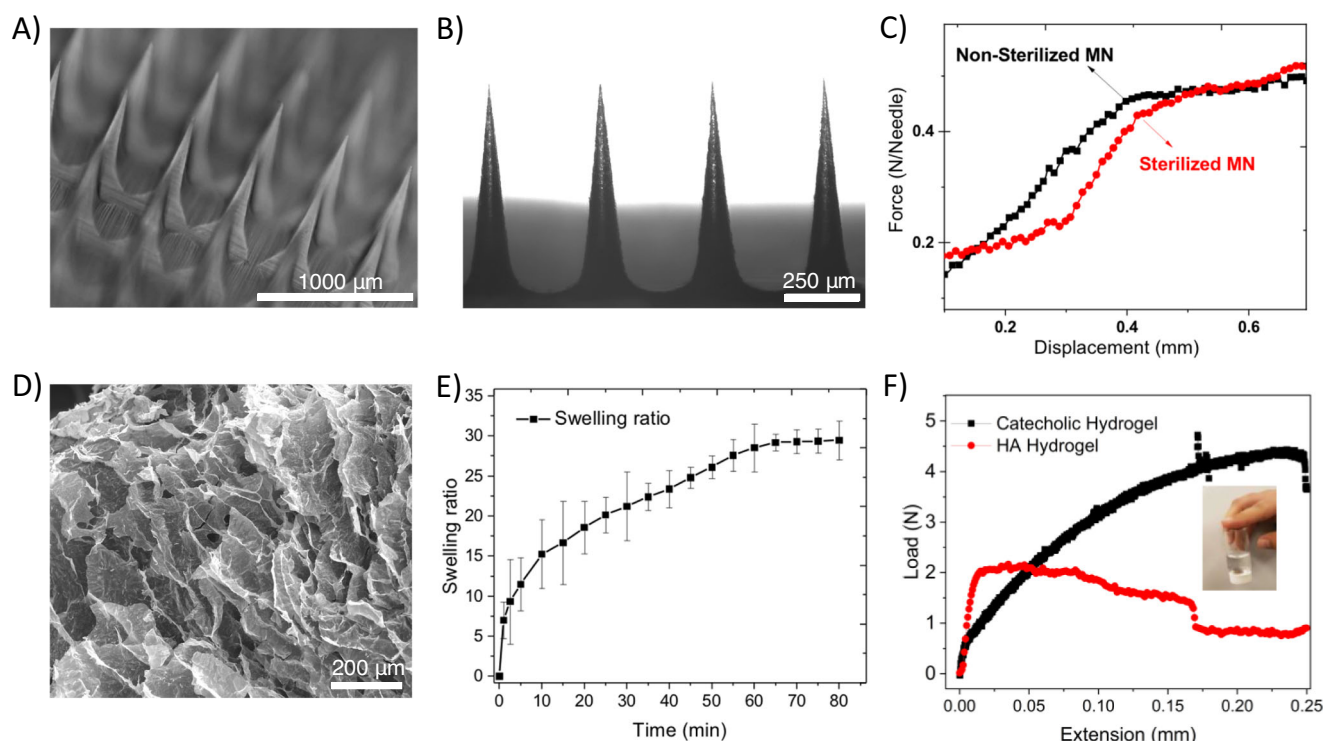 A)
1000 µm
B)
250 µm
C)
Non-Sterilized MN
Sterilized MN
Force (N/Needle)
0.4
0.2
0.2 0.4 0.6
Displacement (mm)
D)
200 µm
E)
Swelling ratio
Swelling ratio
35
30
25
20
15
10
5
0
0 10 20 30 40 50 60 70 80 90
Time (min)
F)
Catecholic Hydrogel
HA Hydrogel
Load (N)
5
4
3
2
1
0
0.00 0.05 0.10 0.15 0.20 0.25
Extension (mm)